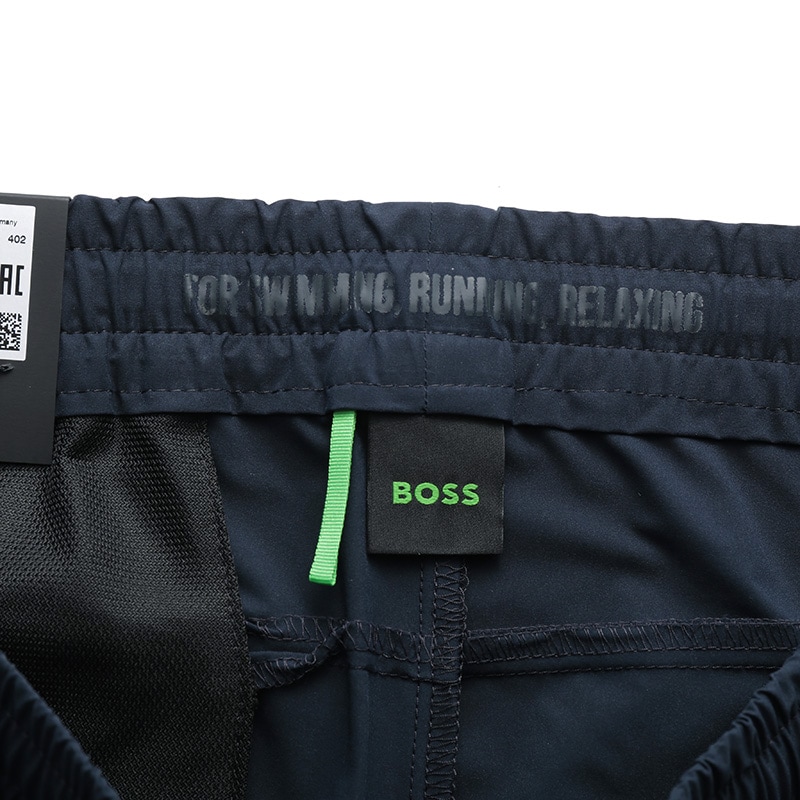 many
402
FOR SWIMMING, RUNNING, RELAXING
BOSS